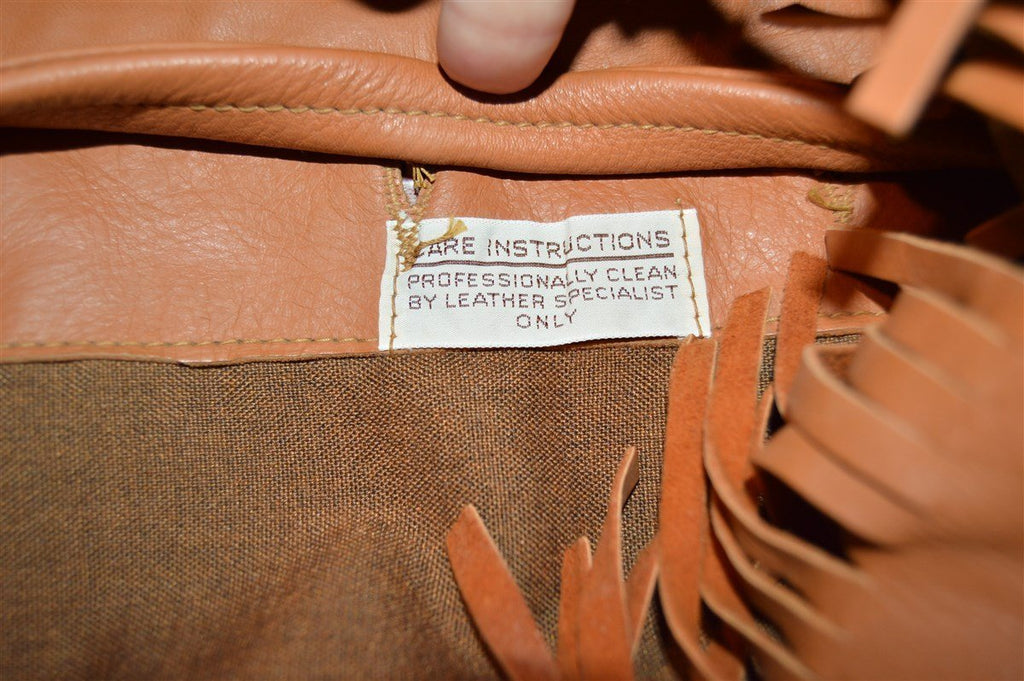 CARE INSTRUCTIONS
PROFESSIONALLY CLEAN
BY LEATHER SPECIALIST
ONLY